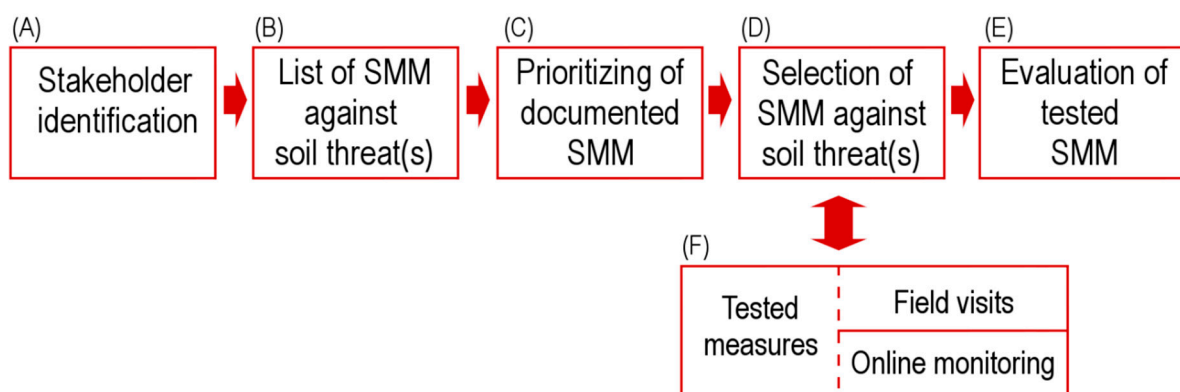 (A)
Stakeholder
identification
(B)
List of SMM
against
soil threat(s)
(C)
Prioritizing of
documented
SMM
(D)
Selection of
SMM against
soil threat(s)
(E)
Evaluation of
tested
SMM
(F)
Tested
measures
Field visits
Online monitoring